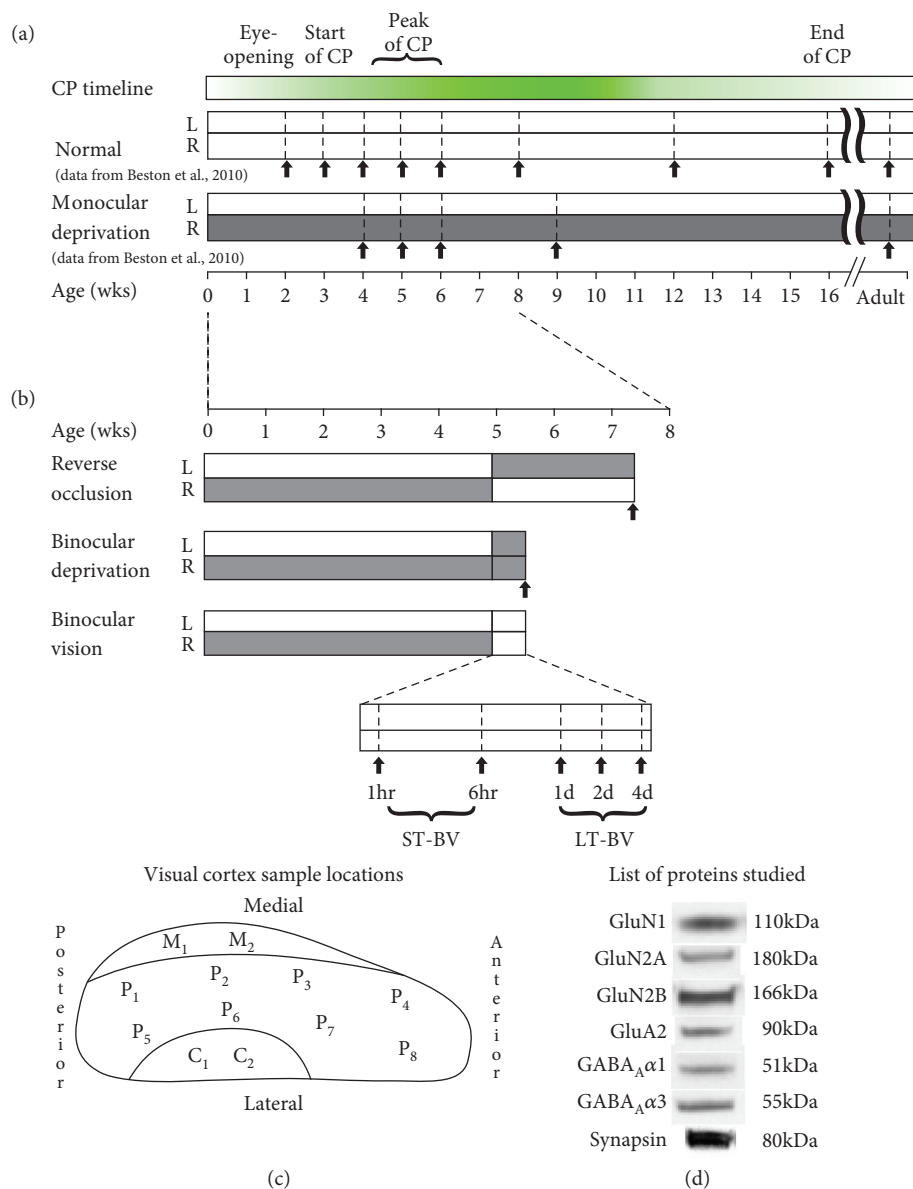 (a)
Eye-
opening
Start
of CP
Peak
of CP
End
of CP
CP timeline
Normal
(data from Beston et al., 2010)
L
R
Monocular
deprivation
(data from Beston et al., 2010)
L
R
Age (wks)
0 1 2 3 4 5 6 7 8 9 10 11 12 13 14 15 16 Adult
(b)
Age (wks)
0 1 2 3 4 5 6 7 8
Reverse
occlusion
L
R
Binocular
deprivation
L
R
Binocular
vision
L
R
1hr 6hr 1d 2d 4d
ST-BV LT-BV
Visual cortex sample locations
Medial
Posterior
Anterior
M₁ M₂
P₁ P₂ P₃ P₄
P₅ P₆ P₇ P₈
C₁ C₂
Lateral
(c)
List of proteins studied
GluN1 110kDa
GluN2A 180kDa
GluN2B 166kDa
GluA2 90kDa
GABA_Aα1 51kDa
GABA_Aα3 55kDa
Synapsin 80kDa
(d)